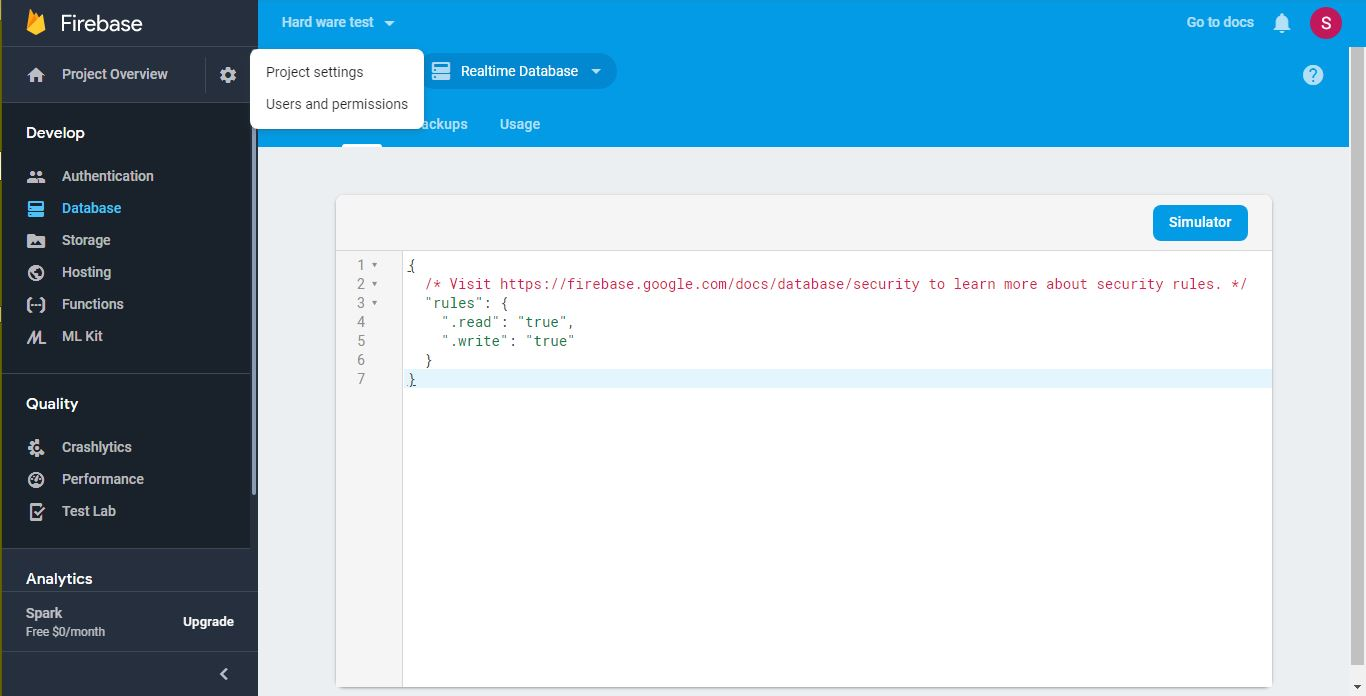 Firebase
Hard ware test
Go to docs
S
Project Overview
Project settings
Users and permissions
Realtime Database
?
ackups
Usage
Develop
Authentication
Database
Storage
Hosting
Functions
ML Kit
Quality
Crashlytics
Performance
Test Lab
Analytics
Spark
Free $0/month
Upgrade
Simulator
1 {
2 /* Visit https://firebase.google.com/docs/database/security to learn more about security rules. */
3 "rules": {
4 ".read": "true",
5 ".write": "true"
6 }
7 }